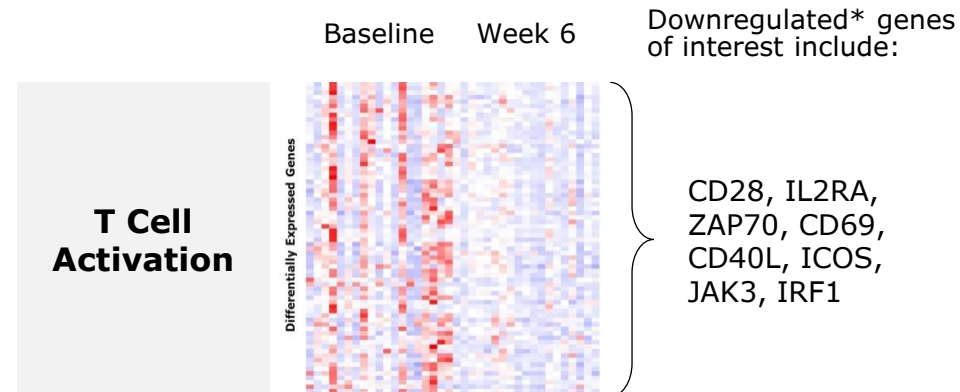 Baseline Week 6
Downregulated* genes
of interest include:
T Cell
Activation
Differentially Expressed Genes
CD28, IL2RA,
ZAP70, CD69,
CD40L, ICOS,
JAK3, IRF1